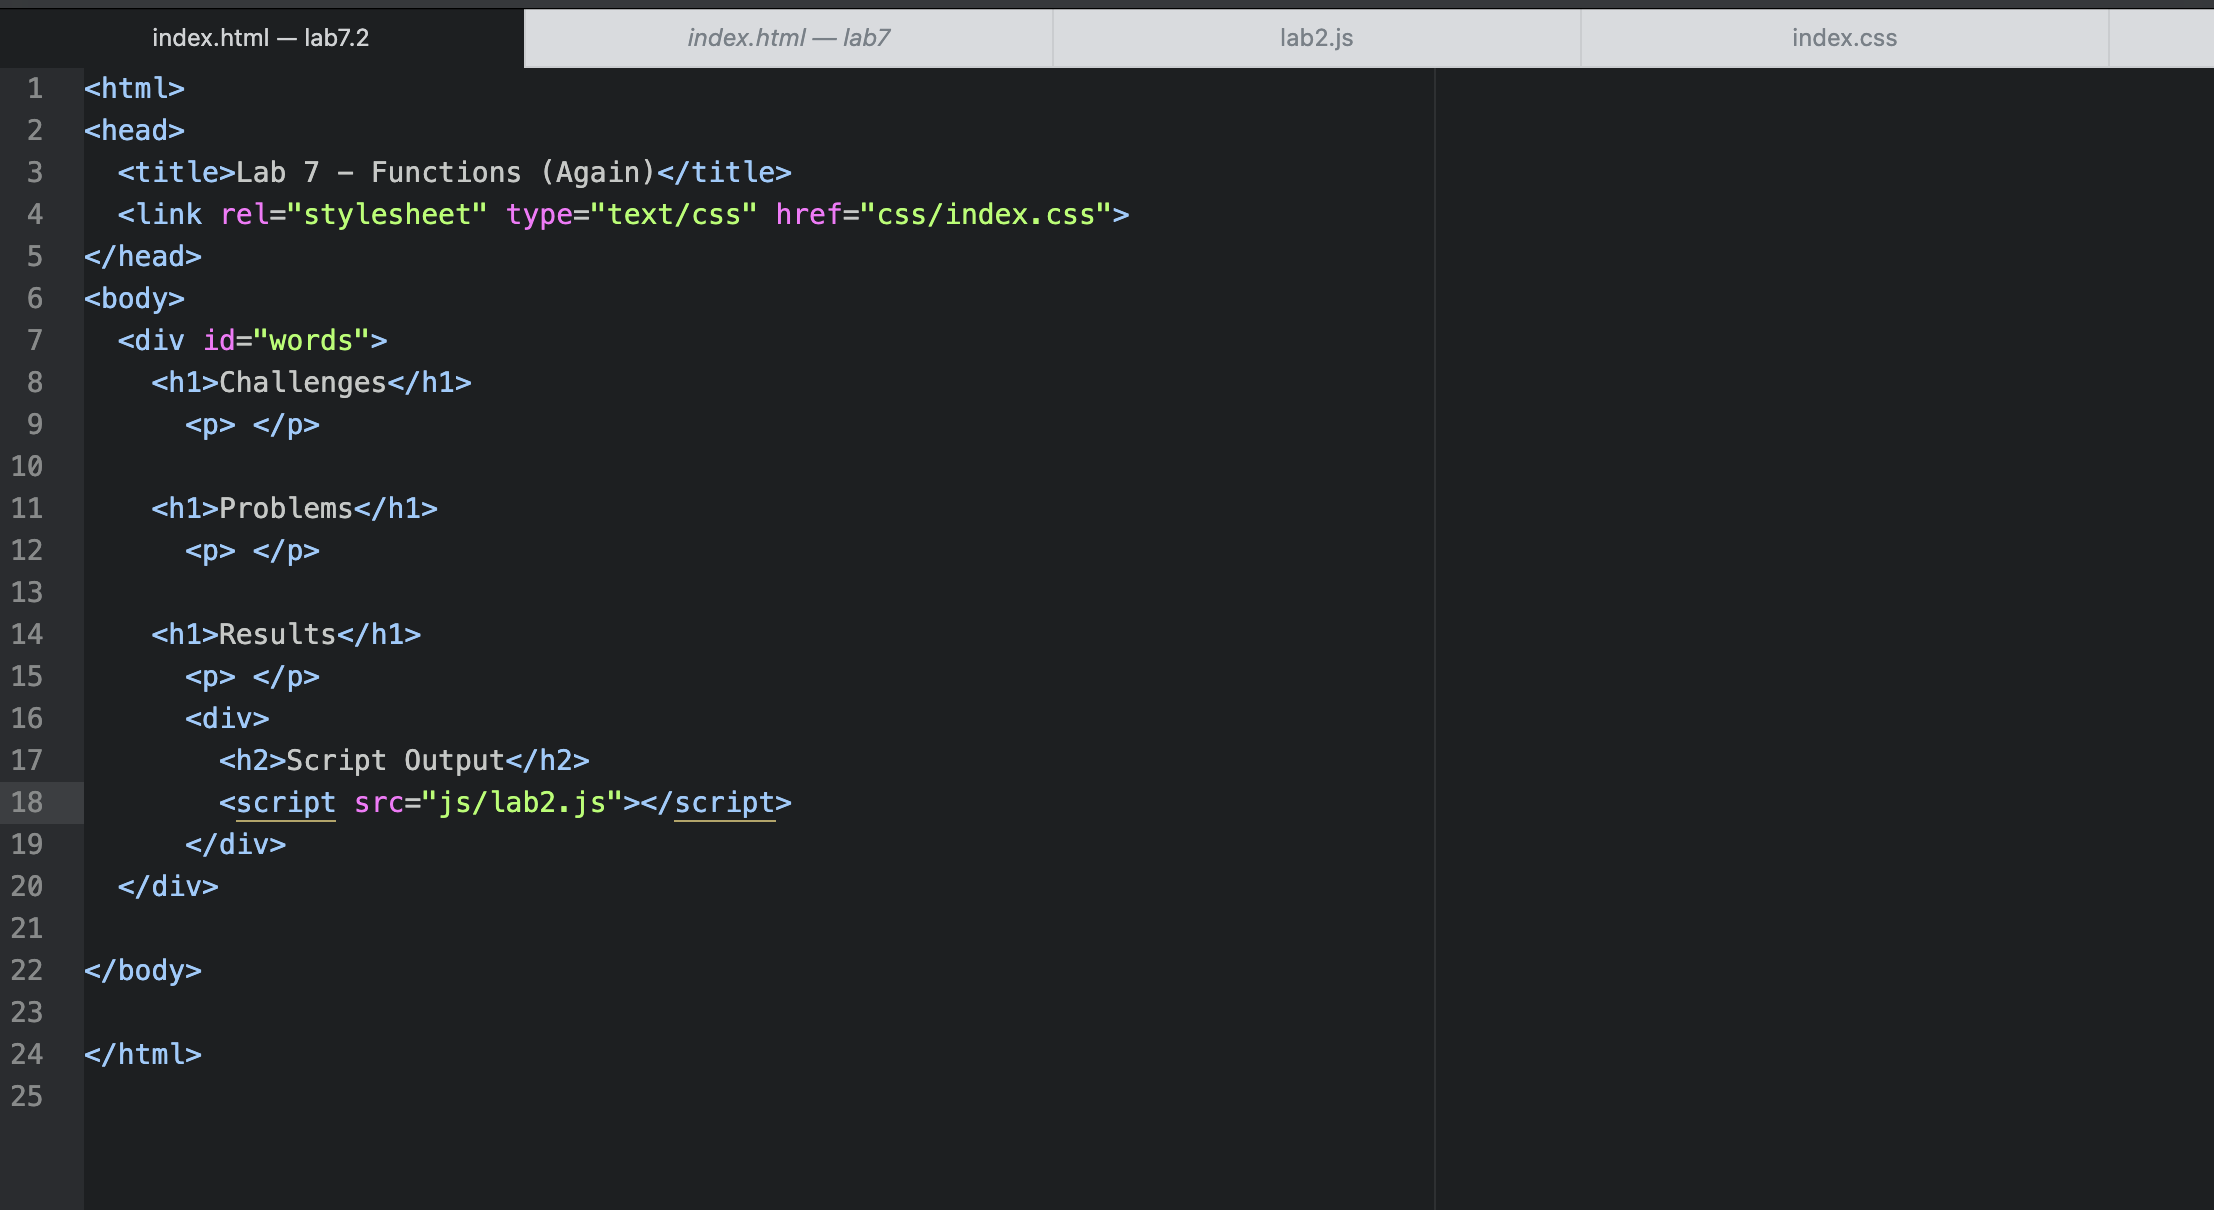 index.html — lab7.2
index.html — lab7
lab2.js
index.css
1 <html>
2 <head>
3   <title>Lab 7 – Functions (Again)</title>
4   <link rel="stylesheet" type="text/css" href="css/index.css">
5 </head>
6 <body>
7   <div id="words">
8     <h1>Challenges</h1>
9       <p> </p>
10
11     <h1>Problems</h1>
12       <p> </p>
13
14     <h1>Results</h1>
15       <p> </p>
16       <div>
17         <h2>Script Output</h2>
18         <script src="js/lab2.js"></script>
19       </div>
20   </div>
21
22 </body>
23
24 </html>
25